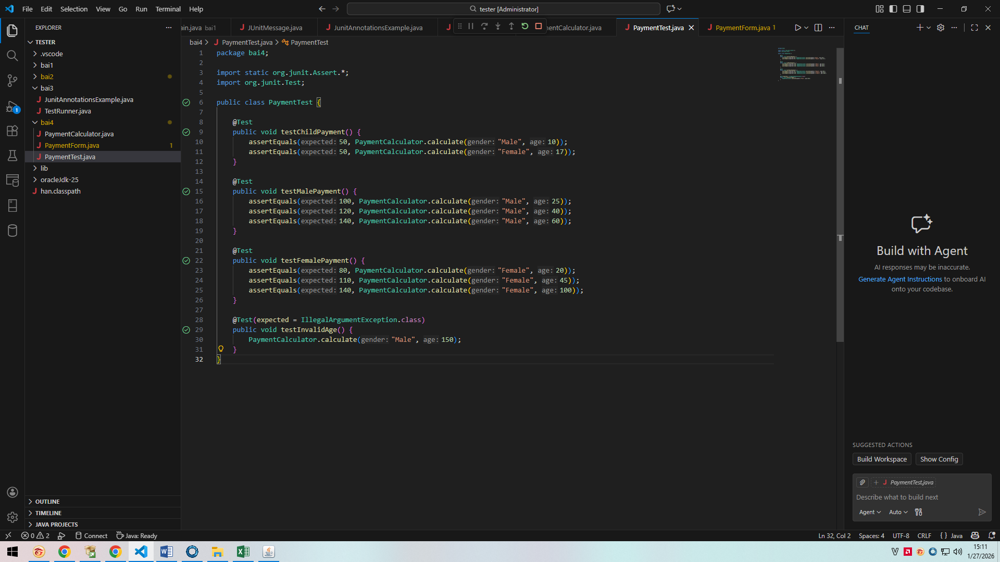 File Edit Selection View Go Run Terminal Help
tester [Administrator]
EXPLORER
TESTER
.vscode
bai1
bai2
bai3
JunitAnnotationsExample.java
TestRunner.java
bai4
PaymentCalculator.java
PaymentForm.java 1
PaymentTest.java
lib
oracleJdk-25
han.classpath
OUTLINE
TIMELINE
JAVA PROJECTS
1
ain.java bai1 JUnitMessage.java JunitAnnotationsExample.java nentCalculator.java PaymentTest.java PaymentForm.java 1
bai4 > PaymentTest.java > PaymentTest
1 package bai4;
2
3 import static org.junit.Assert.*;
4 import org.junit.Test;
5
6 public class PaymentTest {
7
8 @Test
9 public void testChildPayment() {
10 assertEquals(expected: 50, PaymentCalculator.calculate(gender: "Male", age: 10));
11 assertEquals(expected: 50, PaymentCalculator.calculate(gender: "Female", age: 17));
12 }
13
14 @Test
15 public void testMalePayment() {
16 assertEquals(expected: 100, PaymentCalculator.calculate(gender: "Male", age: 25));
17 assertEquals(expected: 120, PaymentCalculator.calculate(gender: "Male", age: 40));
18 assertEquals(expected: 140, PaymentCalculator.calculate(gender: "Male", age: 60));
19 }
20
21 @Test
22 public void testFemalePayment() {
23 assertEquals(expected: 80, PaymentCalculator.calculate(gender: "Female", age: 20));
24 assertEquals(expected: 110, PaymentCalculator.calculate(gender: "Female", age: 45));
25 assertEquals(expected: 140, PaymentCalculator.calculate(gender: "Female", age: 100));
26 }
27
28 @Test(expected = IllegalArgumentException.class)
29 public void testInvalidAge() {
30 PaymentCalculator.calculate(gender: "Male", age: 150);
31 }
32 }
CHAT
Build with Agent
AI responses may be inaccurate.
Generate Agent Instructions to onboard AI
onto your codebase.
SUGGESTED ACTIONS
Build Workspace Show Config
PaymentTest.java
Describe what to build next
Agent Auto
0 2 Connect Java: Ready
Ln 32, Col 2 Spaces: 4 UTF-8 CRLF {} Java
15:11
1/27/2026